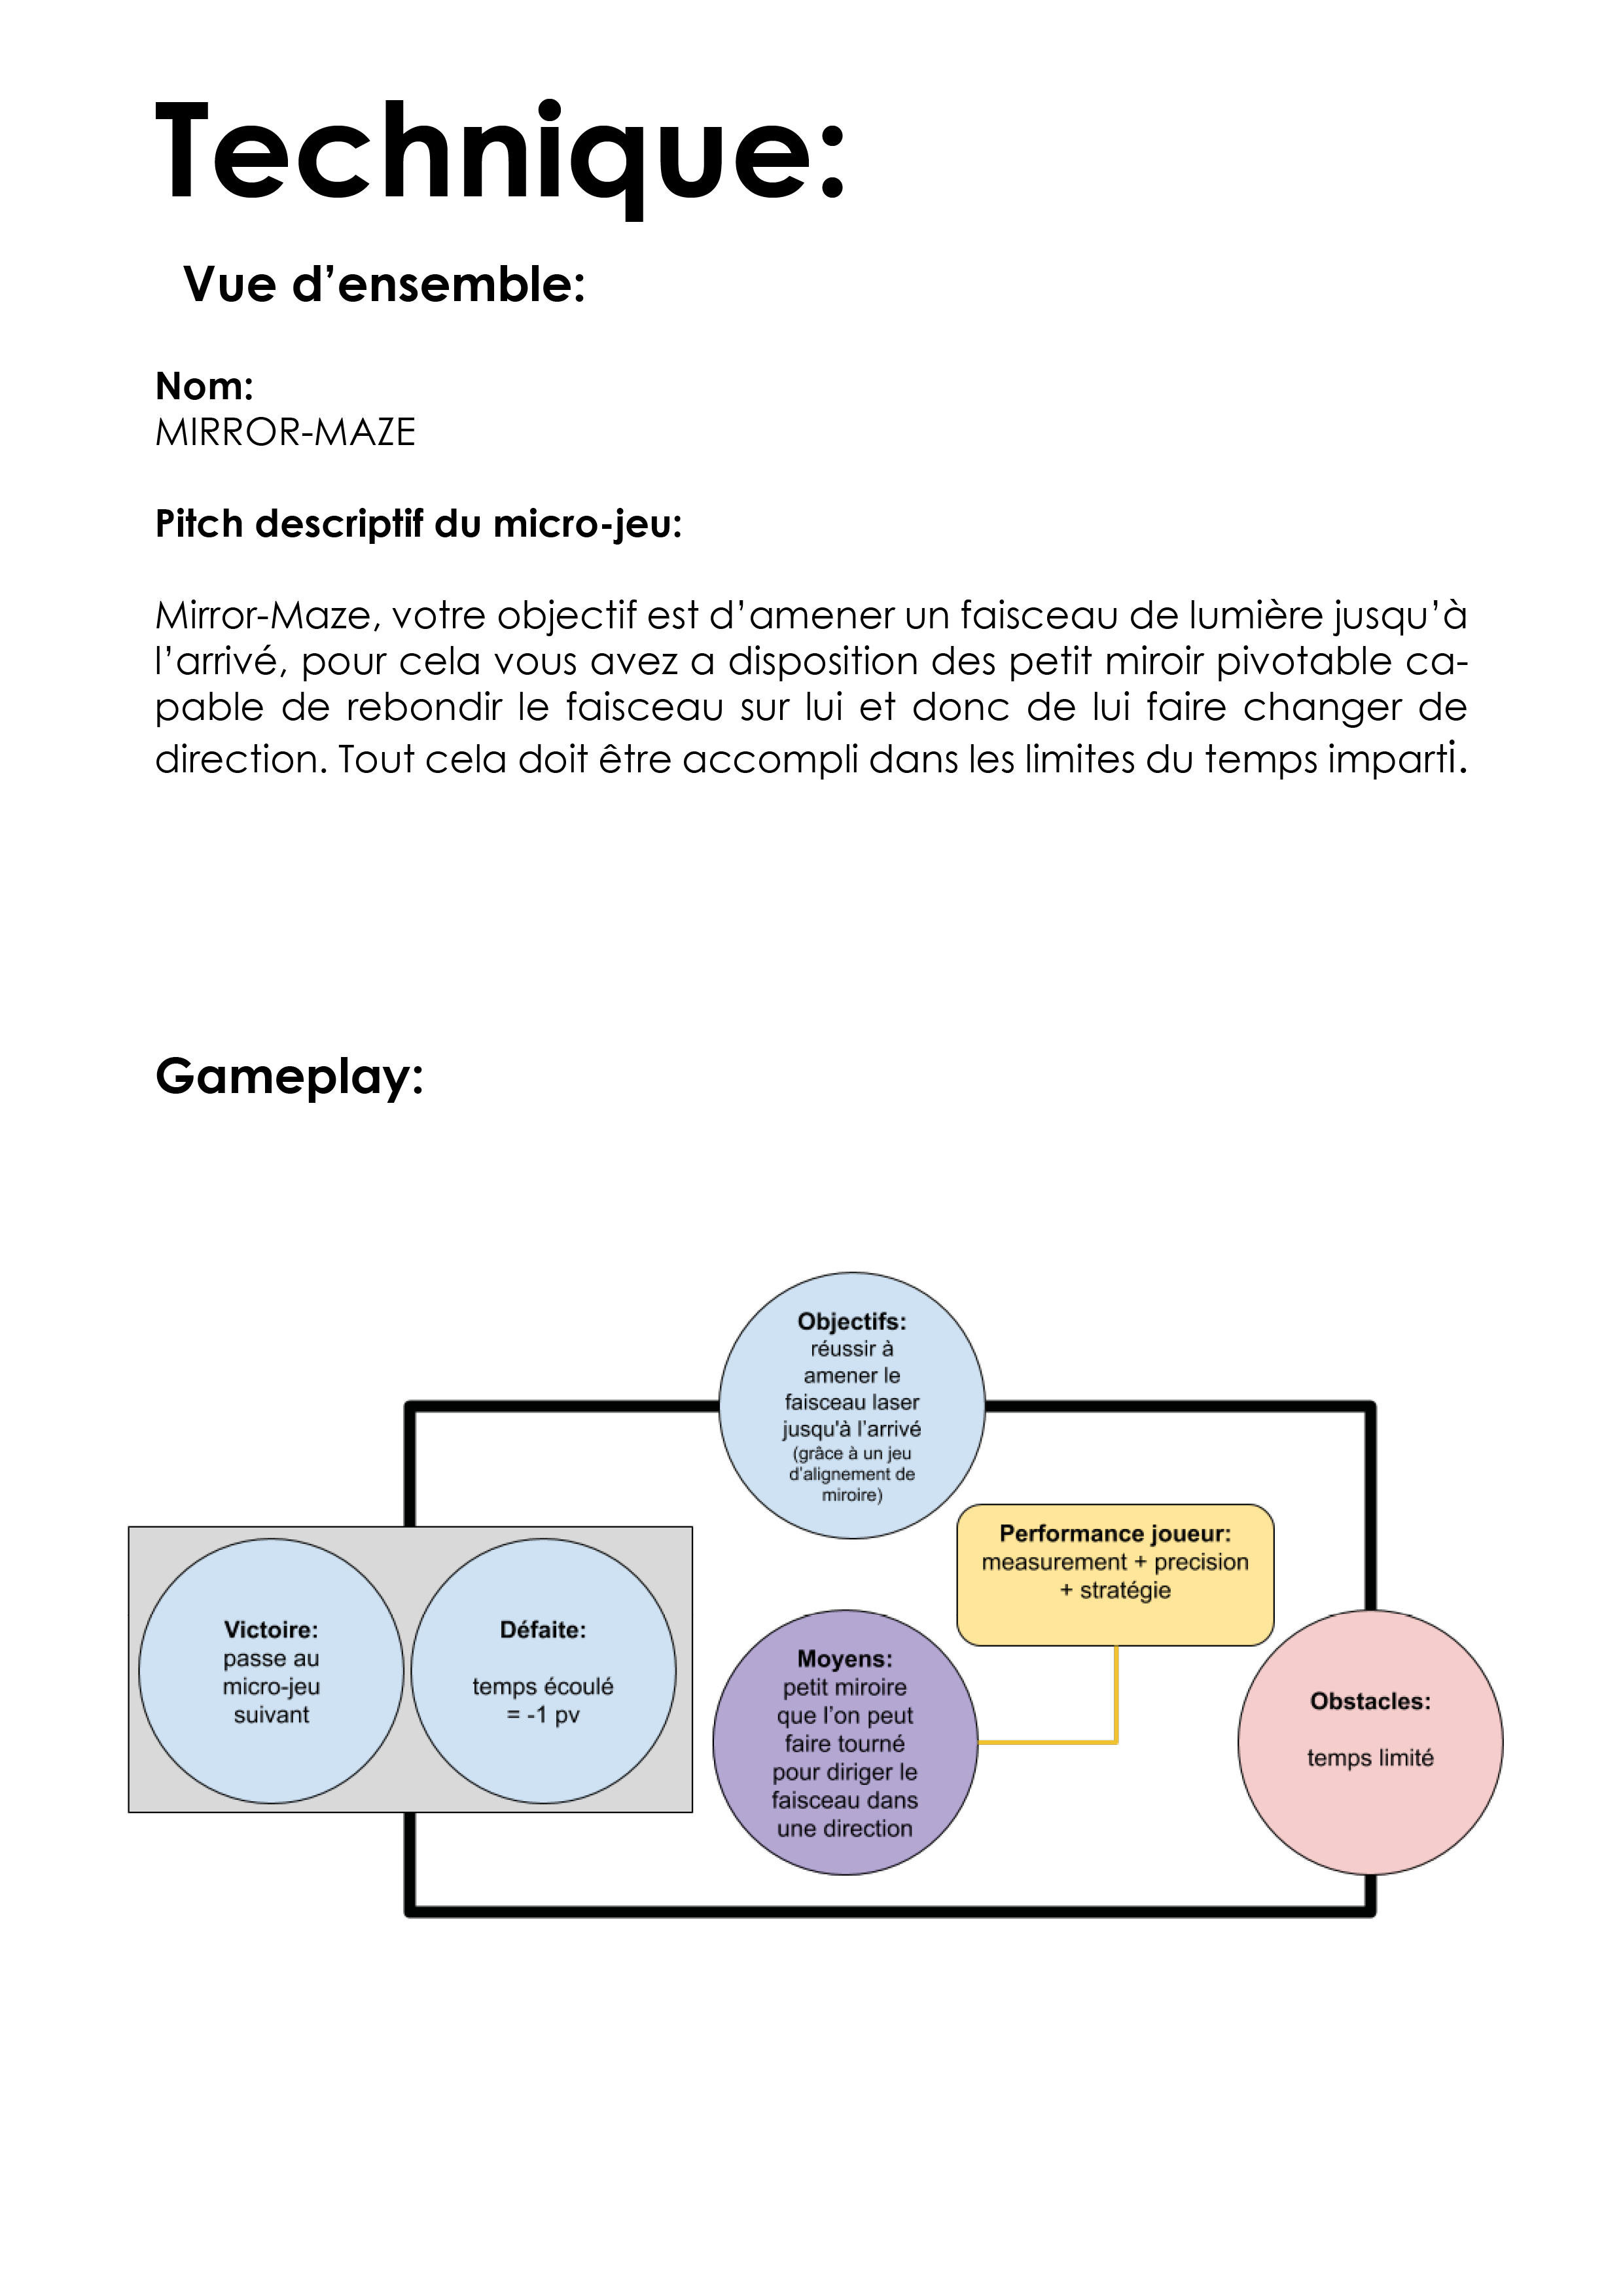 Technique:
Vue d’ensemble:
Nom:
MIRROR-MAZE
Pitch descriptif du micro-jeu:
Mirror-Maze, votre objectif est d’amener un faisceau de lumière jusqu’à
l’arrivé, pour cela vous avez a disposition des petit miroir pivotable ca-
pable de rebondir le faisceau sur lui et donc de lui faire changer de
direction. Tout cela doit être accompli dans les limites du temps imparti.
Gameplay:
Objectifs:
réussir à
amener le
faisceau laser
jusqu'à l’arrivé
(grâce à un jeu
d’alignement de
miroire)
Performance joueur:
measurement + precision
+ stratégie
Victoire:
passe au
micro-jeu
suivant
Défaite:
temps écoulé
= -1 pv
Moyens:
petit miroire
que l’on peut
faire tourné
pour diriger le
faisceau dans
une direction
Obstacles:
temps limité